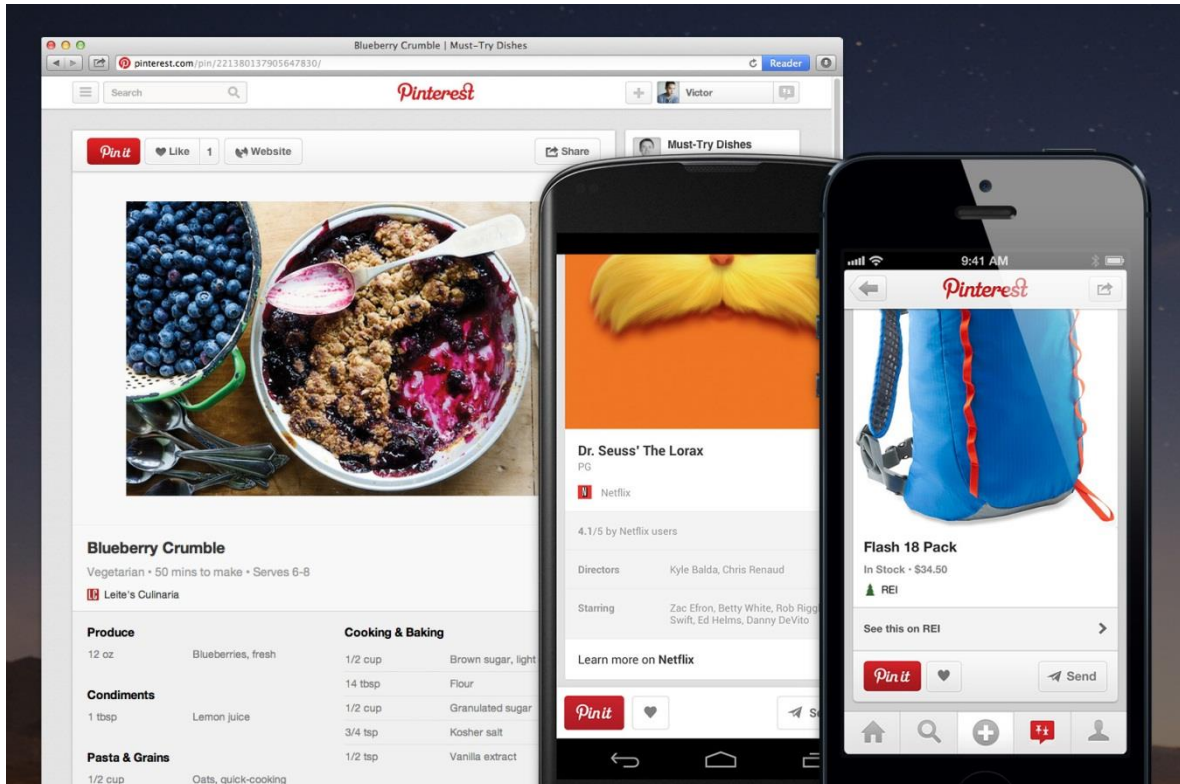 Blueberry Crumble | Must-Try Dishes
pinterest.com/pin/221380137905647830/
Reader
Search
Pinterest
Victor
Pin it
Like 1
Website
Share
Must-Try Dishes
Blueberry Crumble
Vegetarian • 50 mins to make • Serves 6-8
Leite's Culinaria
Produce
12 oz Blueberries, fresh
Condiments
1 tbsp Lemon juice
Pasta & Grains
1/2 cup Oats, quick-cooking
Cooking & Baking
1/2 cup Brown sugar, light
14 tbsp Flour
1/2 cup Granulated sugar
3/4 tsp Kosher salt
1/2 tsp Vanilla extract
Dr. Seuss' The Lorax
PG
N Netflix
4.1/5 by Netflix users
Directors Kyle Balda, Chris Renaud
Starring Zac Efron, Betty White, Rob Riggl
Swift, Ed Helms, Danny DeVito
Learn more on Netflix
Pin it
Se
9:41 AM
Pinterest
Flash 18 Pack
In Stock • $34.50
REI
See this on REI
Pin it
Send